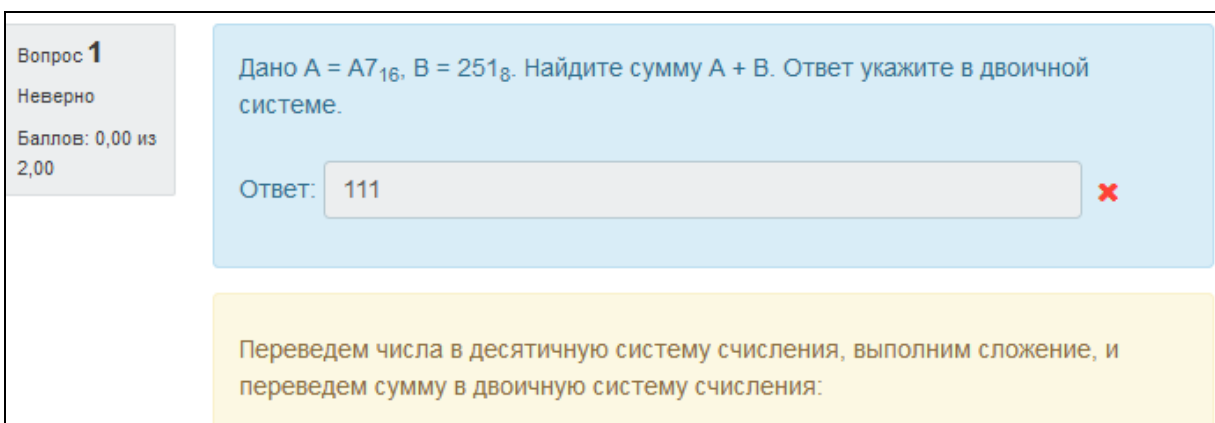 Вопрос 1
Неверно
Баллов: 0,00 из
2,00
Дано A = A7₁₆, B = 251₈. Найдите сумму A + B. Ответ укажите в двоичной
системе.
Ответ: 111
Переведем числа в десятичную систему счисления, выполним сложение, и
переведем сумму в двоичную систему счисления: